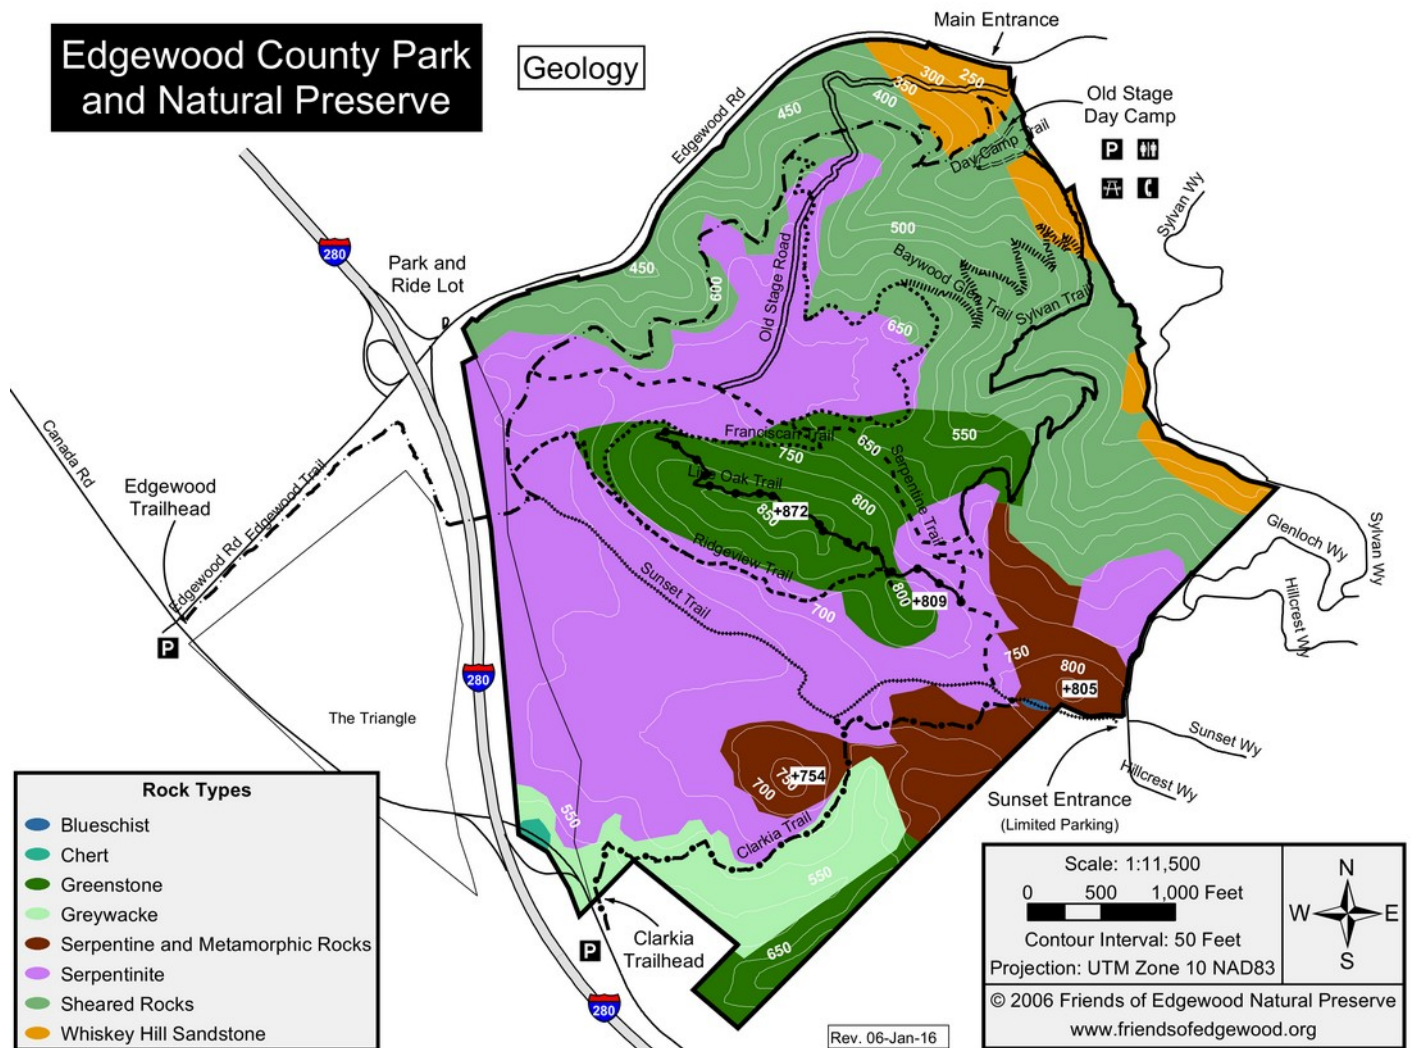 Edgewood County Park
and Natural Preserve
Geology
Main Entrance
Old Stage
Day Camp
P
P
P
Edgewood Rd
450
400
350
300
250
Day Camp Trail
Sylvan Wy
280
Park and
Ride Lot
450
600
500
Old Stage Road
Baywood Glen Trail
Sylvan Trail
650
Canada Rd
Edgewood
Trailhead
Edgewood Rd
Edgewood Trail
Franciscan Trail
750
650
550
Live Oak Trail
850
+872
800
Serpentine Trail
Ridgeview Trail
Sunset Trail
700
800
+809
Glenloch Wy
Sylvan Wy
Hillcrest Wy
280
The Triangle
750
800
+805
Sunset Wy
Hillcrest Wy
Sunset Entrance
(Limited Parking)
700
750
+754
550
Clarkia Trail
550
650
Clarkia
Trailhead
280
Rock Types
Blueschist
Chert
Greenstone
Greywacke
Serpentine and Metamorphic Rocks
Serpentinite
Sheared Rocks
Whiskey Hill Sandstone
Scale: 1:11,500
0 500 1,000 Feet
Contour Interval: 50 Feet
Projection: UTM Zone 10 NAD83
N
W E
S
© 2006 Friends of Edgewood Natural Preserve
www.friendsofedgewood.org
Rev. 06-Jan-16